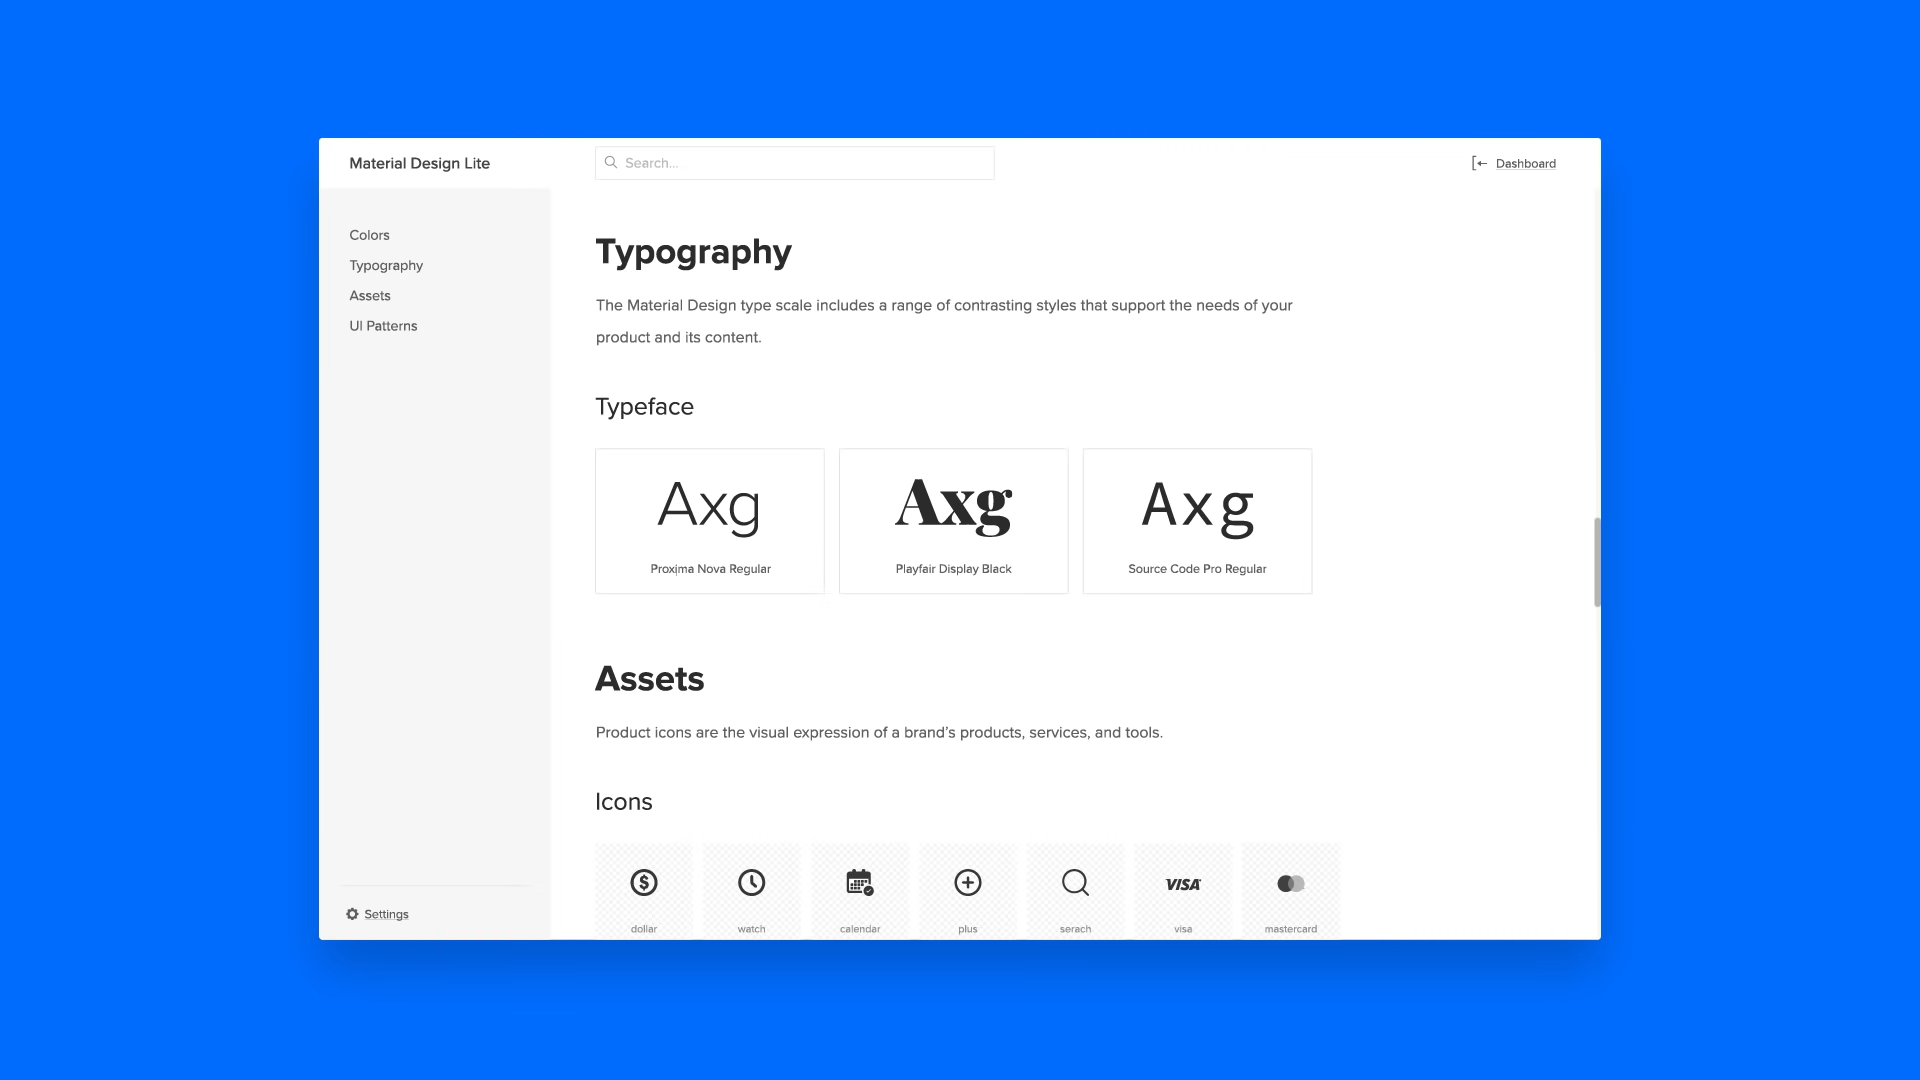 Material Design Lite
Search...
Dashboard
Colors
Typography
Assets
UI Patterns
Settings
Typography
The Material Design type scale includes a range of contrasting styles that support the needs of your
product and its content.
Typeface
Axg
Proxima Nova Regular
Axg
Playfair Display Black
Axg
Source Code Pro Regular
Assets
Product icons are the visual expression of a brand’s products, services, and tools.
Icons
$
dollar
watch
calendar
plus
serach
VISA
visa
mastercard